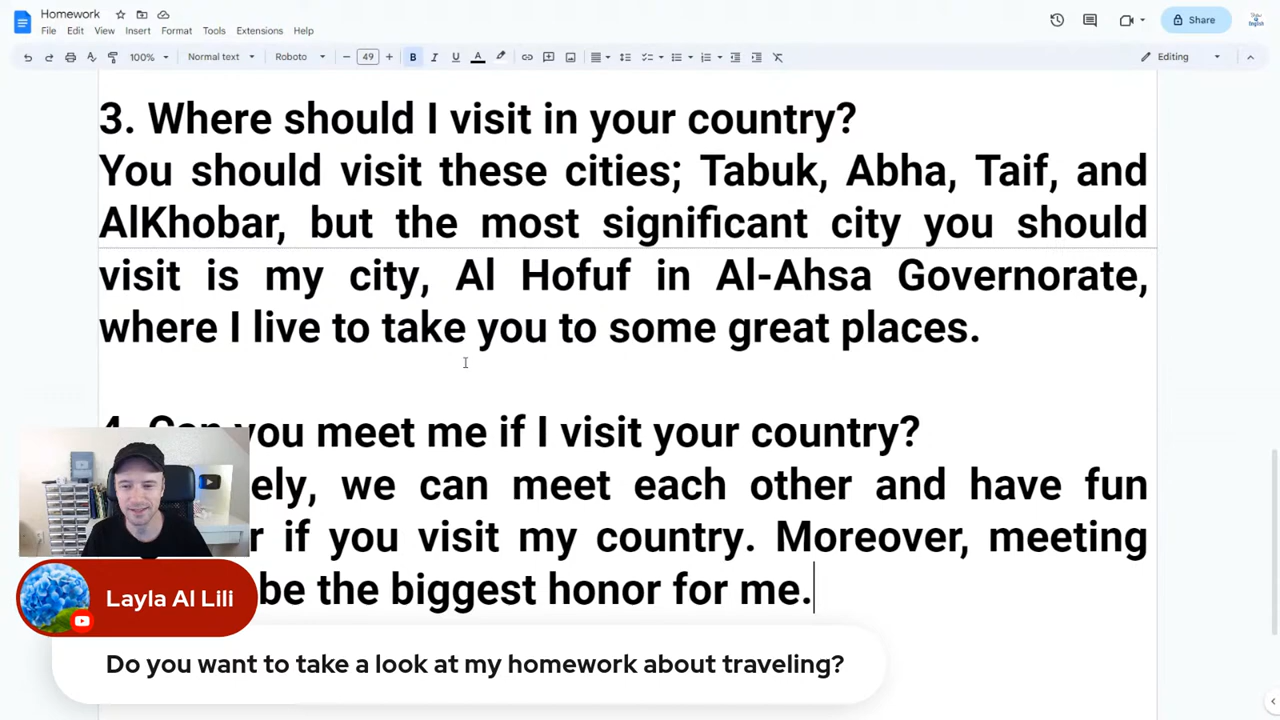 Homework
File Edit View Insert Format Tools Extensions Help
Share
100% Normal text Roboto 49 B I U A Editing
3. Where should I visit in your country?
You should visit these cities; Tabuk, Abha, Taif, and
AlKhobar, but the most significant city you should
visit is my city, Al Hofuf in Al-Ahsa Governorate,
where I live to take you to some great places.
you meet me if I visit your country?
ely, we can meet each other and have fun
r if you visit my country. Moreover, meeting
be the biggest honor for me.
Layla Al Lili
Do you want to take a look at my homework about traveling?